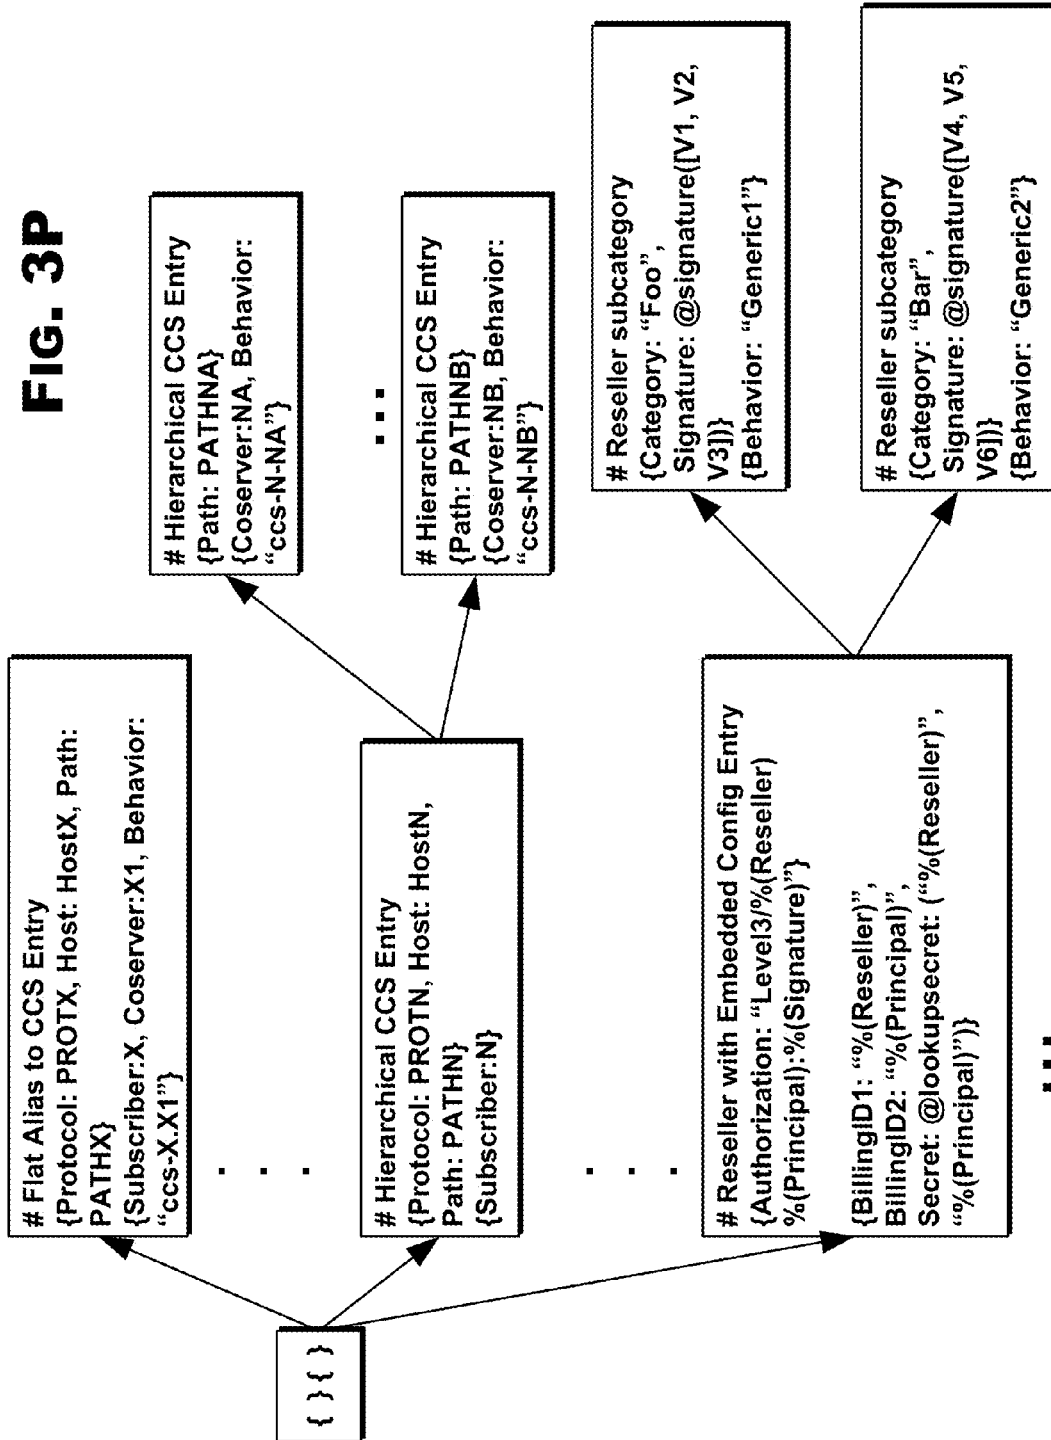 FIG. 3P
{ } { }
# Flat Alias to CCS Entry
{Protocol: PROTX, Host: HostX, Path:
PATHX}
{Subscriber:X, Coserver:X1, Behavior:
“ccs-X.X1”}
. . .
# Hierarchical CCS Entry
{Protocol: PROTN, Host: HostN,
Path: PATHN}
{Subscriber:N}
. . .
# Reseller with Embedded Config Entry
{Authorization: “Level3/%(Reseller)
%(Principal):%(Signature)”}
{BillingID1: “%(Reseller)”,
BillingID2: “%(Principal)”,
Secret: @lookupsecret: (“%(Reseller)”,
“%(Principal)”)}
...
# Hierarchical CCS Entry
{Path: PATHNA}
{Coserver:NA, Behavior:
“ccs-N-NA”}
...
# Hierarchical CCS Entry
{Path: PATHNB}
{Coserver:NB, Behavior:
“ccs-N-NB”}
# Reseller subcategory
{Category: “Foo”,
Signature: @signature([V1, V2,
V3])}
{Behavior: “Generic1”}
# Reseller subcategory
{Category: “Bar”,
Signature: @signature([V4, V5,
V6])}
{Behavior: “Generic2”}